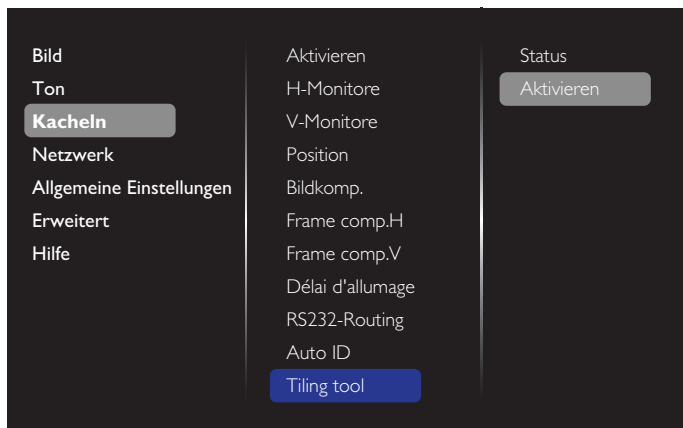 Bild
Ton
Kacheln
Netzwerk
Allgemeine Einstellungen
Erweitert
Hilfe
Aktivieren
H-Monitore
V-Monitore
Position
Bildkomp.
Frame comp.H
Frame comp.V
Délai d'allumage
RS232-Routing
Auto ID
Tiling tool
Status
Aktivieren